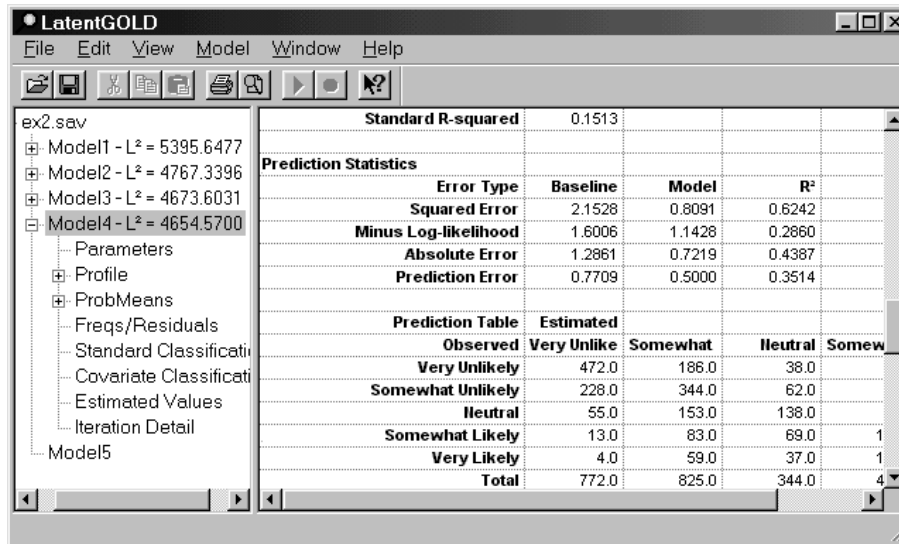 LatentGOLD
File Edit View Model Window Help
ex2.sav
Model1 - L² = 5395.6477
Model2 - L² = 4767.3396
Model3 - L² = 4673.6031
Model4 - L² = 4654.5700
Parameters
Profile
ProbMeans
Freqs/Residuals
Standard Classificati
Covariate Classificati
Estimated Values
Iteration Detail
Model5
Standard R-squared 0.1513
Prediction Statistics
Error Type Baseline Model R²
Squared Error 2.1528 0.8091 0.6242
Minus Log-likelihood 1.6006 1.1428 0.2860
Absolute Error 1.2861 0.7219 0.4387
Prediction Error 0.7709 0.5000 0.3514
Prediction Table Estimated
Observed Very Unlike Somewhat Neutral Somew
Very Unlikely 472.0 186.0 38.0
Somewhat Unlikely 228.0 344.0 62.0
Neutral 55.0 153.0 138.0
Somewhat Likely 13.0 83.0 69.0 1
Very Likely 4.0 59.0 37.0 1
Total 772.0 825.0 344.0 4